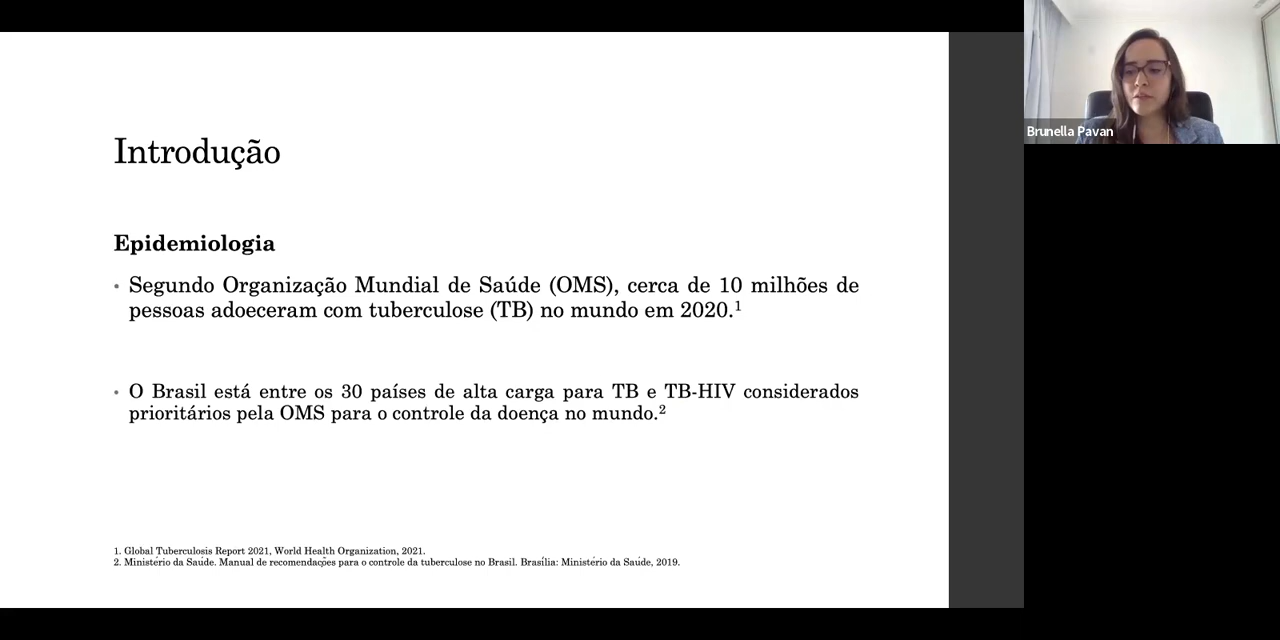 Introdução
Epidemiologia
• Segundo Organização Mundial de Saúde (OMS), cerca de 10 milhões de
pessoas adoeceram com tuberculose (TB) no mundo em 2020.¹
• O Brasil está entre os 30 países de alta carga para TB e TB-HIV considerados
prioritários pela OMS para o controle da doença no mundo.²
1. Global Tuberculosis Report 2021, World Health Organization, 2021.
2. Ministério da Saúde. Manual de recomendações para o controle da tuberculose no Brasil. Brasília: Ministério da Saúde, 2019.
Brunella Pavan